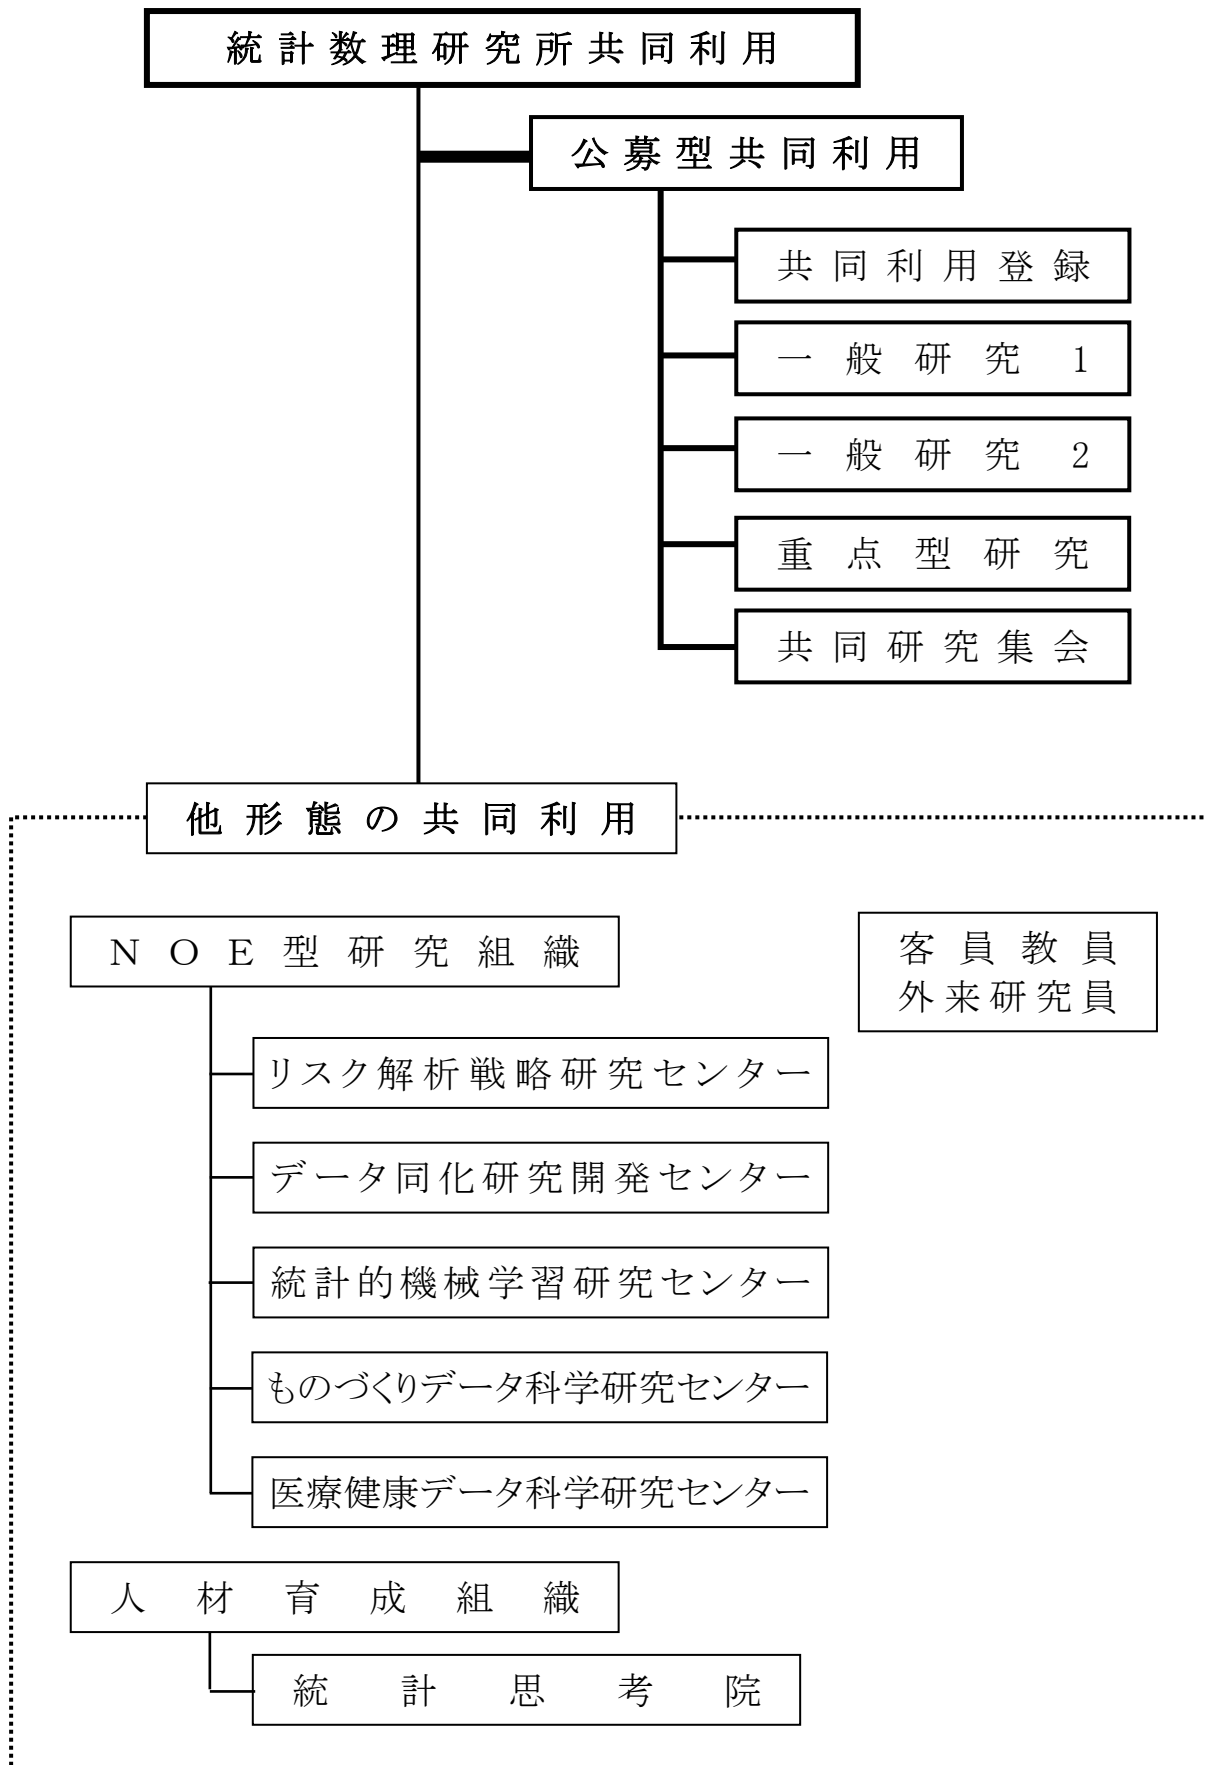 統計数理研究所共同利用
公募型共同利用
共同利用登録
一般研究1
一般研究2
重点型研究
共同研究集会
他形態の共同利用
NOE型研究組織
客員教員
外来研究員
リスク解析戦略研究センター
データ同化研究開発センター
統計的機械学習研究センター
ものづくりデータ科学研究センター
医療健康データ科学研究センター
人材育成組織
統計思考院